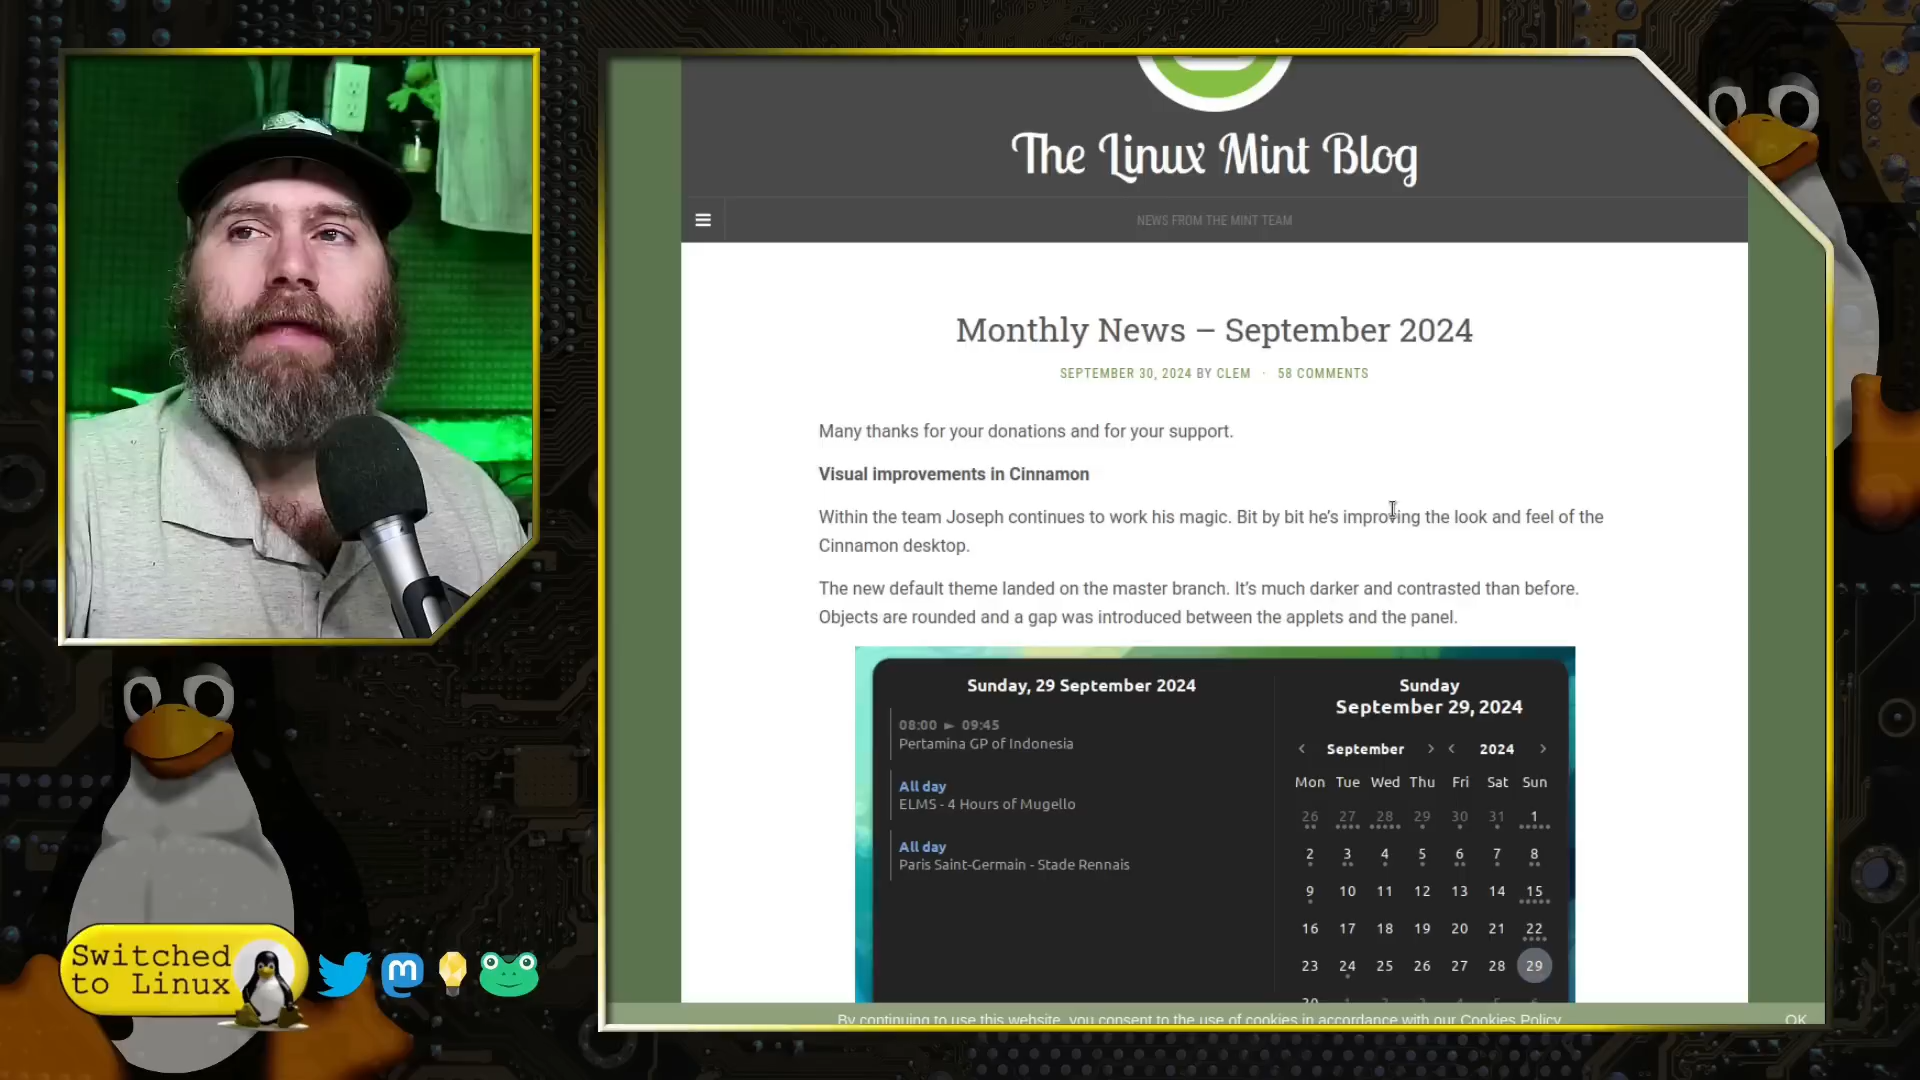 The Linux Mint Blog
NEWS FROM THE MINT TEAM
Monthly News – September 2024
SEPTEMBER 30, 2024 BY CLEM · 58 COMMENTS
Many thanks for your donations and for your support.
Visual improvements in Cinnamon
Within the team Joseph continues to work his magic. Bit by bit he's improving the look and feel of the
Cinnamon desktop.
The new default theme landed on the master branch. It's much darker and contrasted than before.
Objects are rounded and a gap was introduced between the applets and the panel.
Sunday, 29 September 2024
08:00 ► 09:45
Pertamina GP of Indonesia
All day
ELMS - 4 Hours of Mugello
All day
Paris Saint-Germain - Stade Rennais
Sunday
September 29, 2024
‹ September › ‹ 2024 ›
Mon Tue Wed Thu Fri Sat Sun
26 27 28 29 30 31 1
2 3 4 5 6 7 8
9 10 11 12 13 14 15
16 17 18 19 20 21 22
23 24 25 26 27 28 29
By continuing to use this website, you consent to the use of cookies in accordance with our Cookies Policy
OK
Switched
to Linux